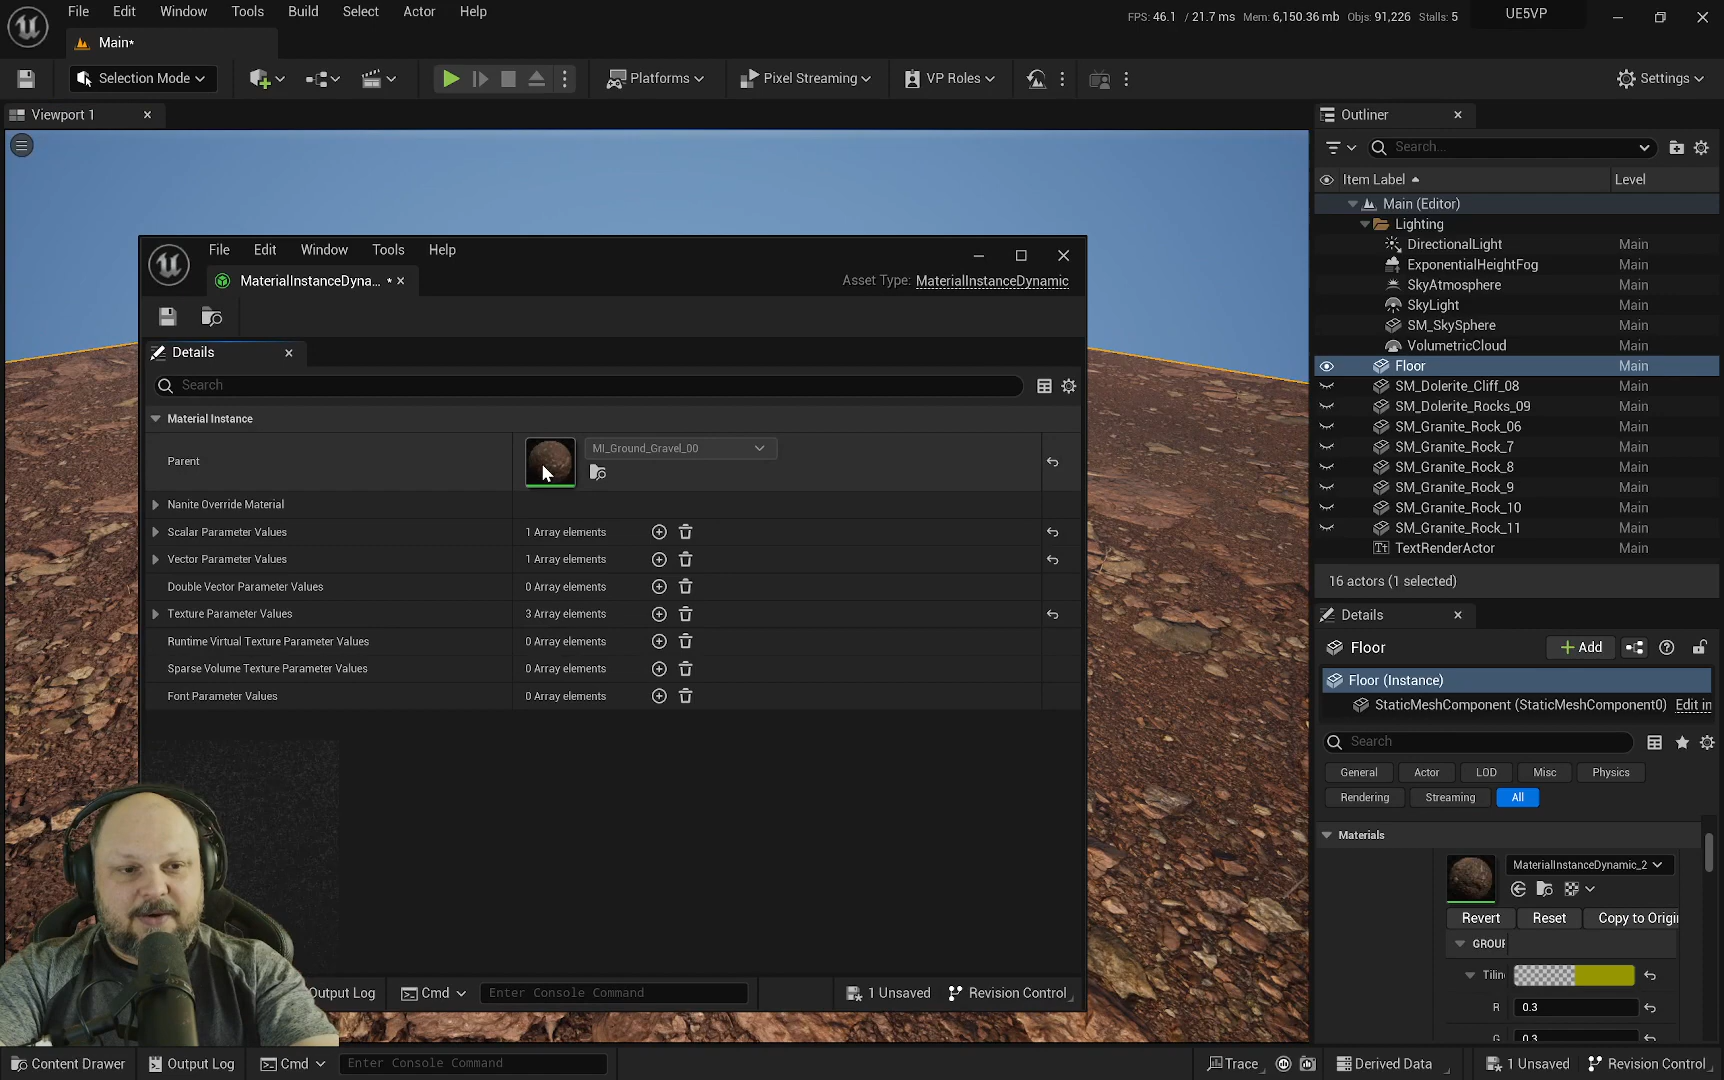 File Edit Window Tools Build Select Actor Help
FPS: 46.1 / 21.7 ms Mem: 6,150.36 mb Objs: 91,226 Stalls: 5 UE5VP
Main*
Selection Mode Platforms Pixel Streaming VP Roles Settings
Viewport 1
Outliner
Search...
Item Label Level
Main (Editor)
Lighting
DirectionalLight Main
ExponentialHeightFog Main
SkyAtmosphere Main
SkyLight Main
SM_SkySphere Main
VolumetricCloud Main
Floor Main
SM_Dolerite_Cliff_08 Main
SM_Dolerite_Rocks_09 Main
SM_Granite_Rock_06 Main
SM_Granite_Rock_7 Main
SM_Granite_Rock_8 Main
SM_Granite_Rock_9 Main
SM_Granite_Rock_10 Main
SM_Granite_Rock_11 Main
TextRenderActor Main
16 actors (1 selected)
File Edit Window Tools Help
MaterialInstanceDyna... *
Asset Type: MaterialInstanceDynamic
Details
Search
Material Instance
Parent MI_Ground_Gravel_00
Nanite Override Material
Scalar Parameter Values 1 Array elements
Vector Parameter Values 1 Array elements
Double Vector Parameter Values 0 Array elements
Texture Parameter Values 3 Array elements
Runtime Virtual Texture Parameter Values 0 Array elements
Sparse Volume Texture Parameter Values 0 Array elements
Font Parameter Values 0 Array elements
Output Log Cmd Enter Console Command 1 Unsaved Revision Control
Details
Floor Add
Floor (Instance)
StaticMeshComponent (StaticMeshComponent0) Edit in
Search
General Actor LOD Misc Physics
Rendering Streaming All
Materials
MaterialInstanceDynamic_2
Revert Reset Copy to Origi
GROUP
Tilin
R 0.3
G 0.3
Content Drawer Output Log Cmd Enter Console Command Trace Derived Data 1 Unsaved Revision Control